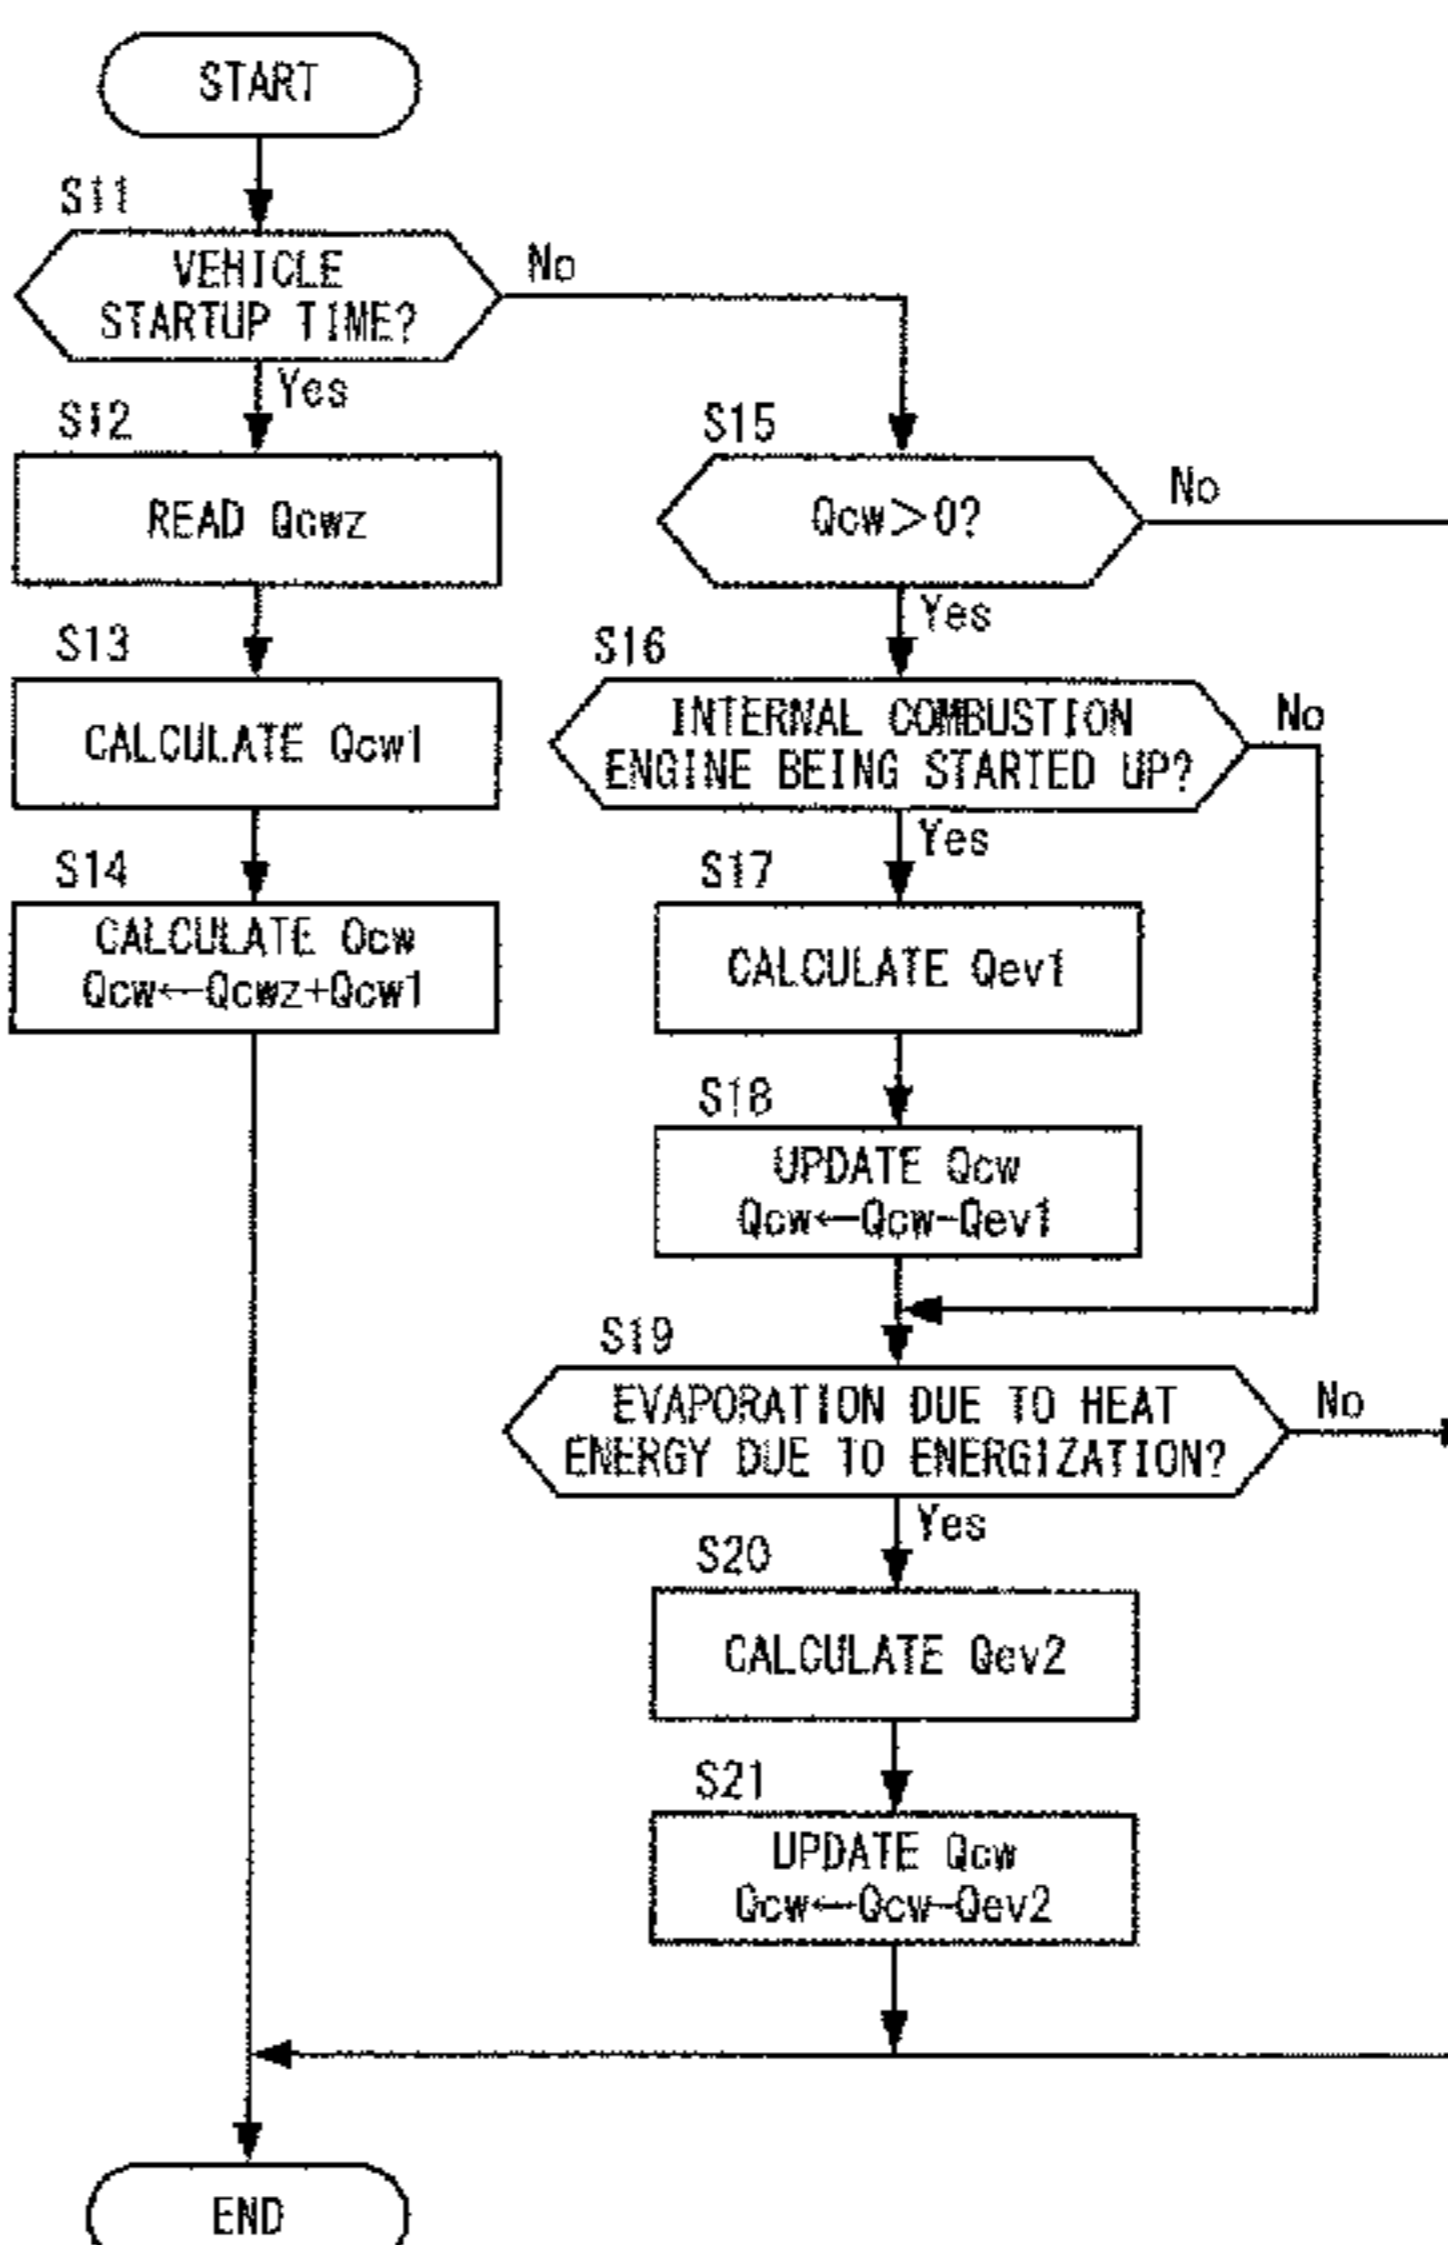 START
S11
VEHICLE
STARTUP TIME?
No
Yes
S12
READ Qcwz
S13
CALCULATE Qcw1
S14
CALCULATE Qcw
Qcw←Qcwz+Qcw1
S15
Qcw>0?
No
Yes
S16
INTERNAL COMBUSTION
ENGINE BEING STARTED UP?
No
Yes
S17
CALCULATE Qev1
S18
UPDATE Qcw
Qcw←Qcw-Qev1
S19
EVAPORATION DUE TO HEAT
ENERGY DUE TO ENERGIZATION?
No
Yes
S20
CALCULATE Qev2
S21
UPDATE Qcw
Qcw←Qcw-Qev2
END